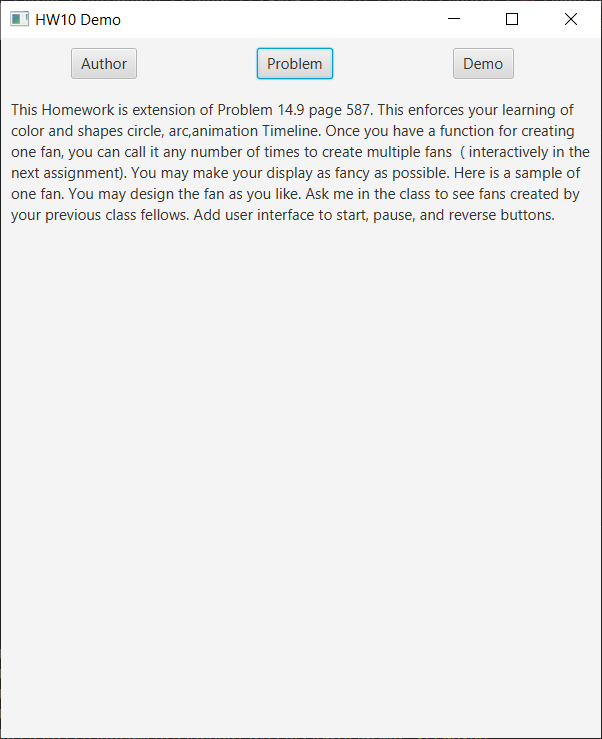 HW10 Demo
Author Problem Demo
This Homework is extension of Problem 14.9 page 587. This enforces your learning of
color and shapes circle, arc,animation Timeline. Once you have a function for creating
one fan, you can call it any number of times to create multiple fans  ( interactively in the
next assignment). You may make your display as fancy as possible. Here is a sample of
one fan. You may design the fan as you like. Ask me in the class to see fans created by
your previous class fellows. Add user interface to start, pause, and reverse buttons.